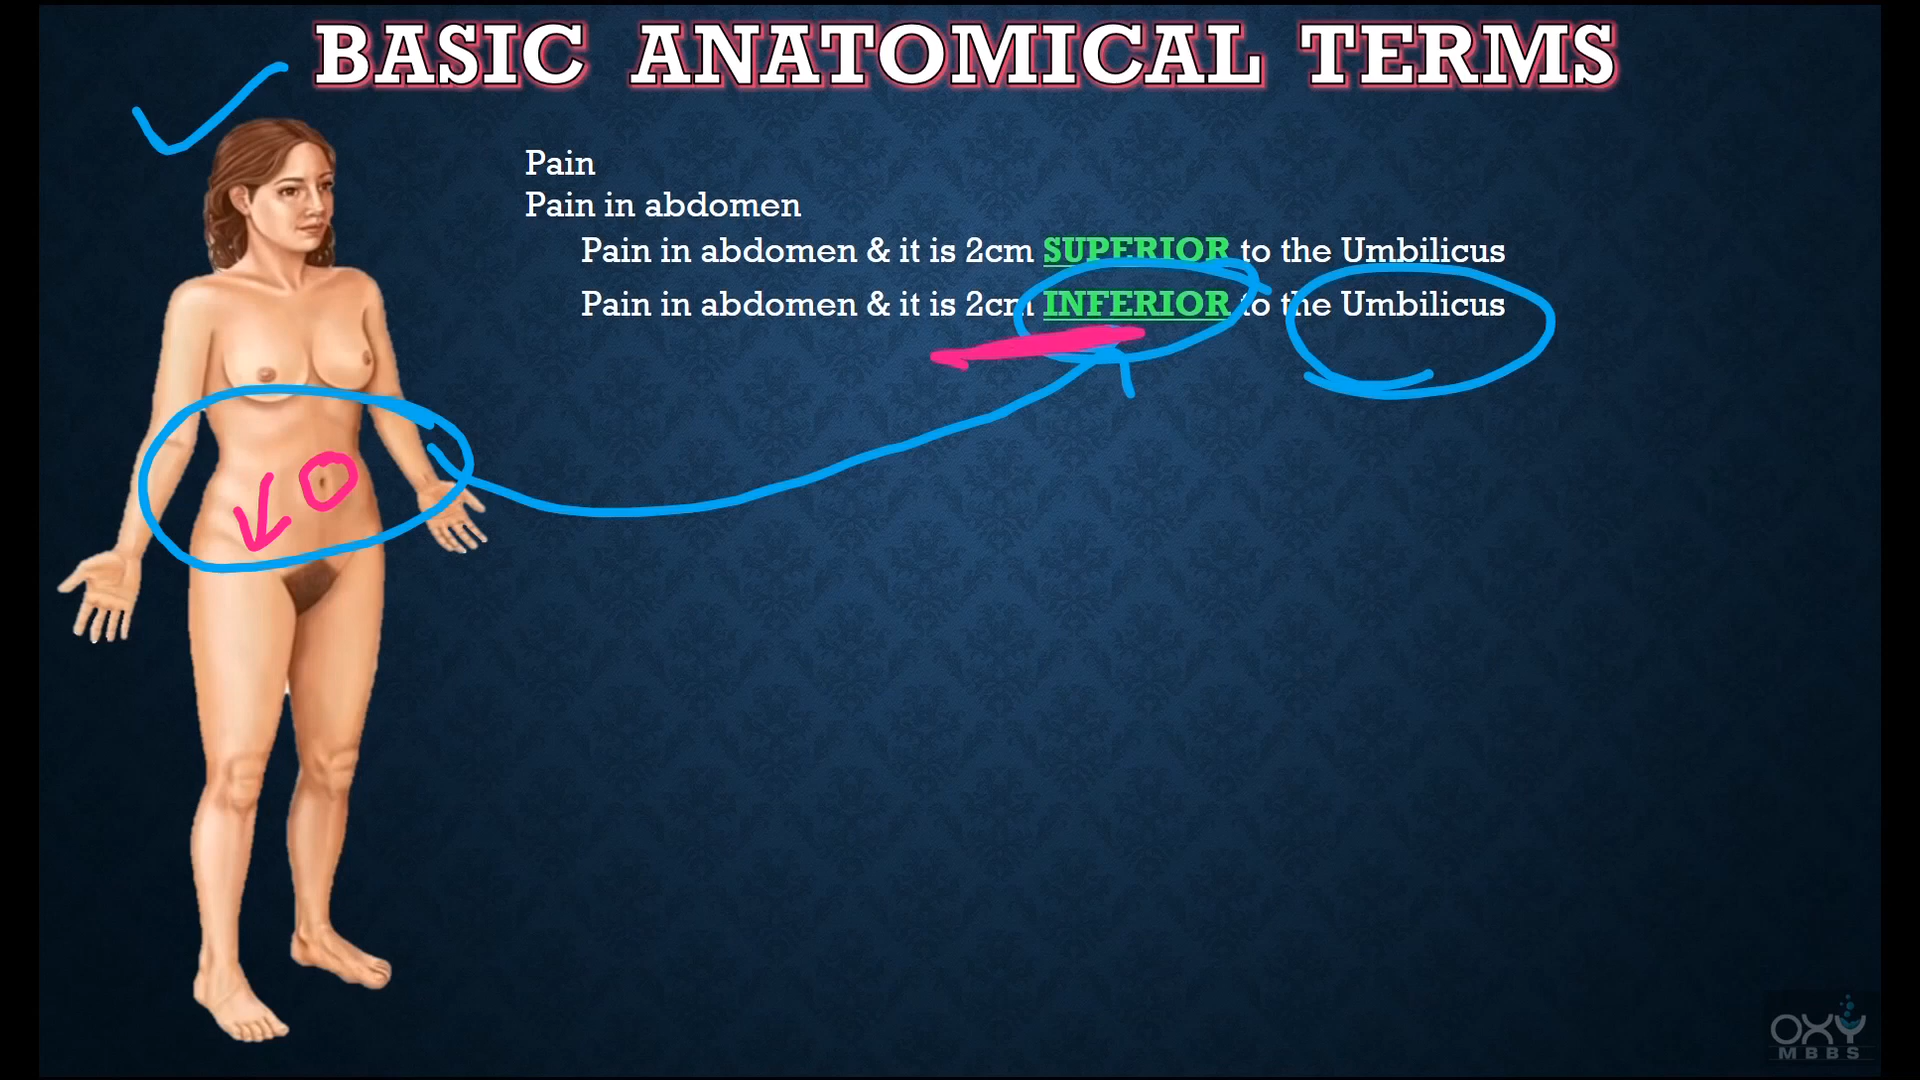 BASIC ANATOMICAL TERMS
Pain
Pain in abdomen
Pain in abdomen & it is 2cm SUPERIOR to the Umbilicus
Pain in abdomen & it is 2cm INFERIOR to the Umbilicus
OXY
MBBS